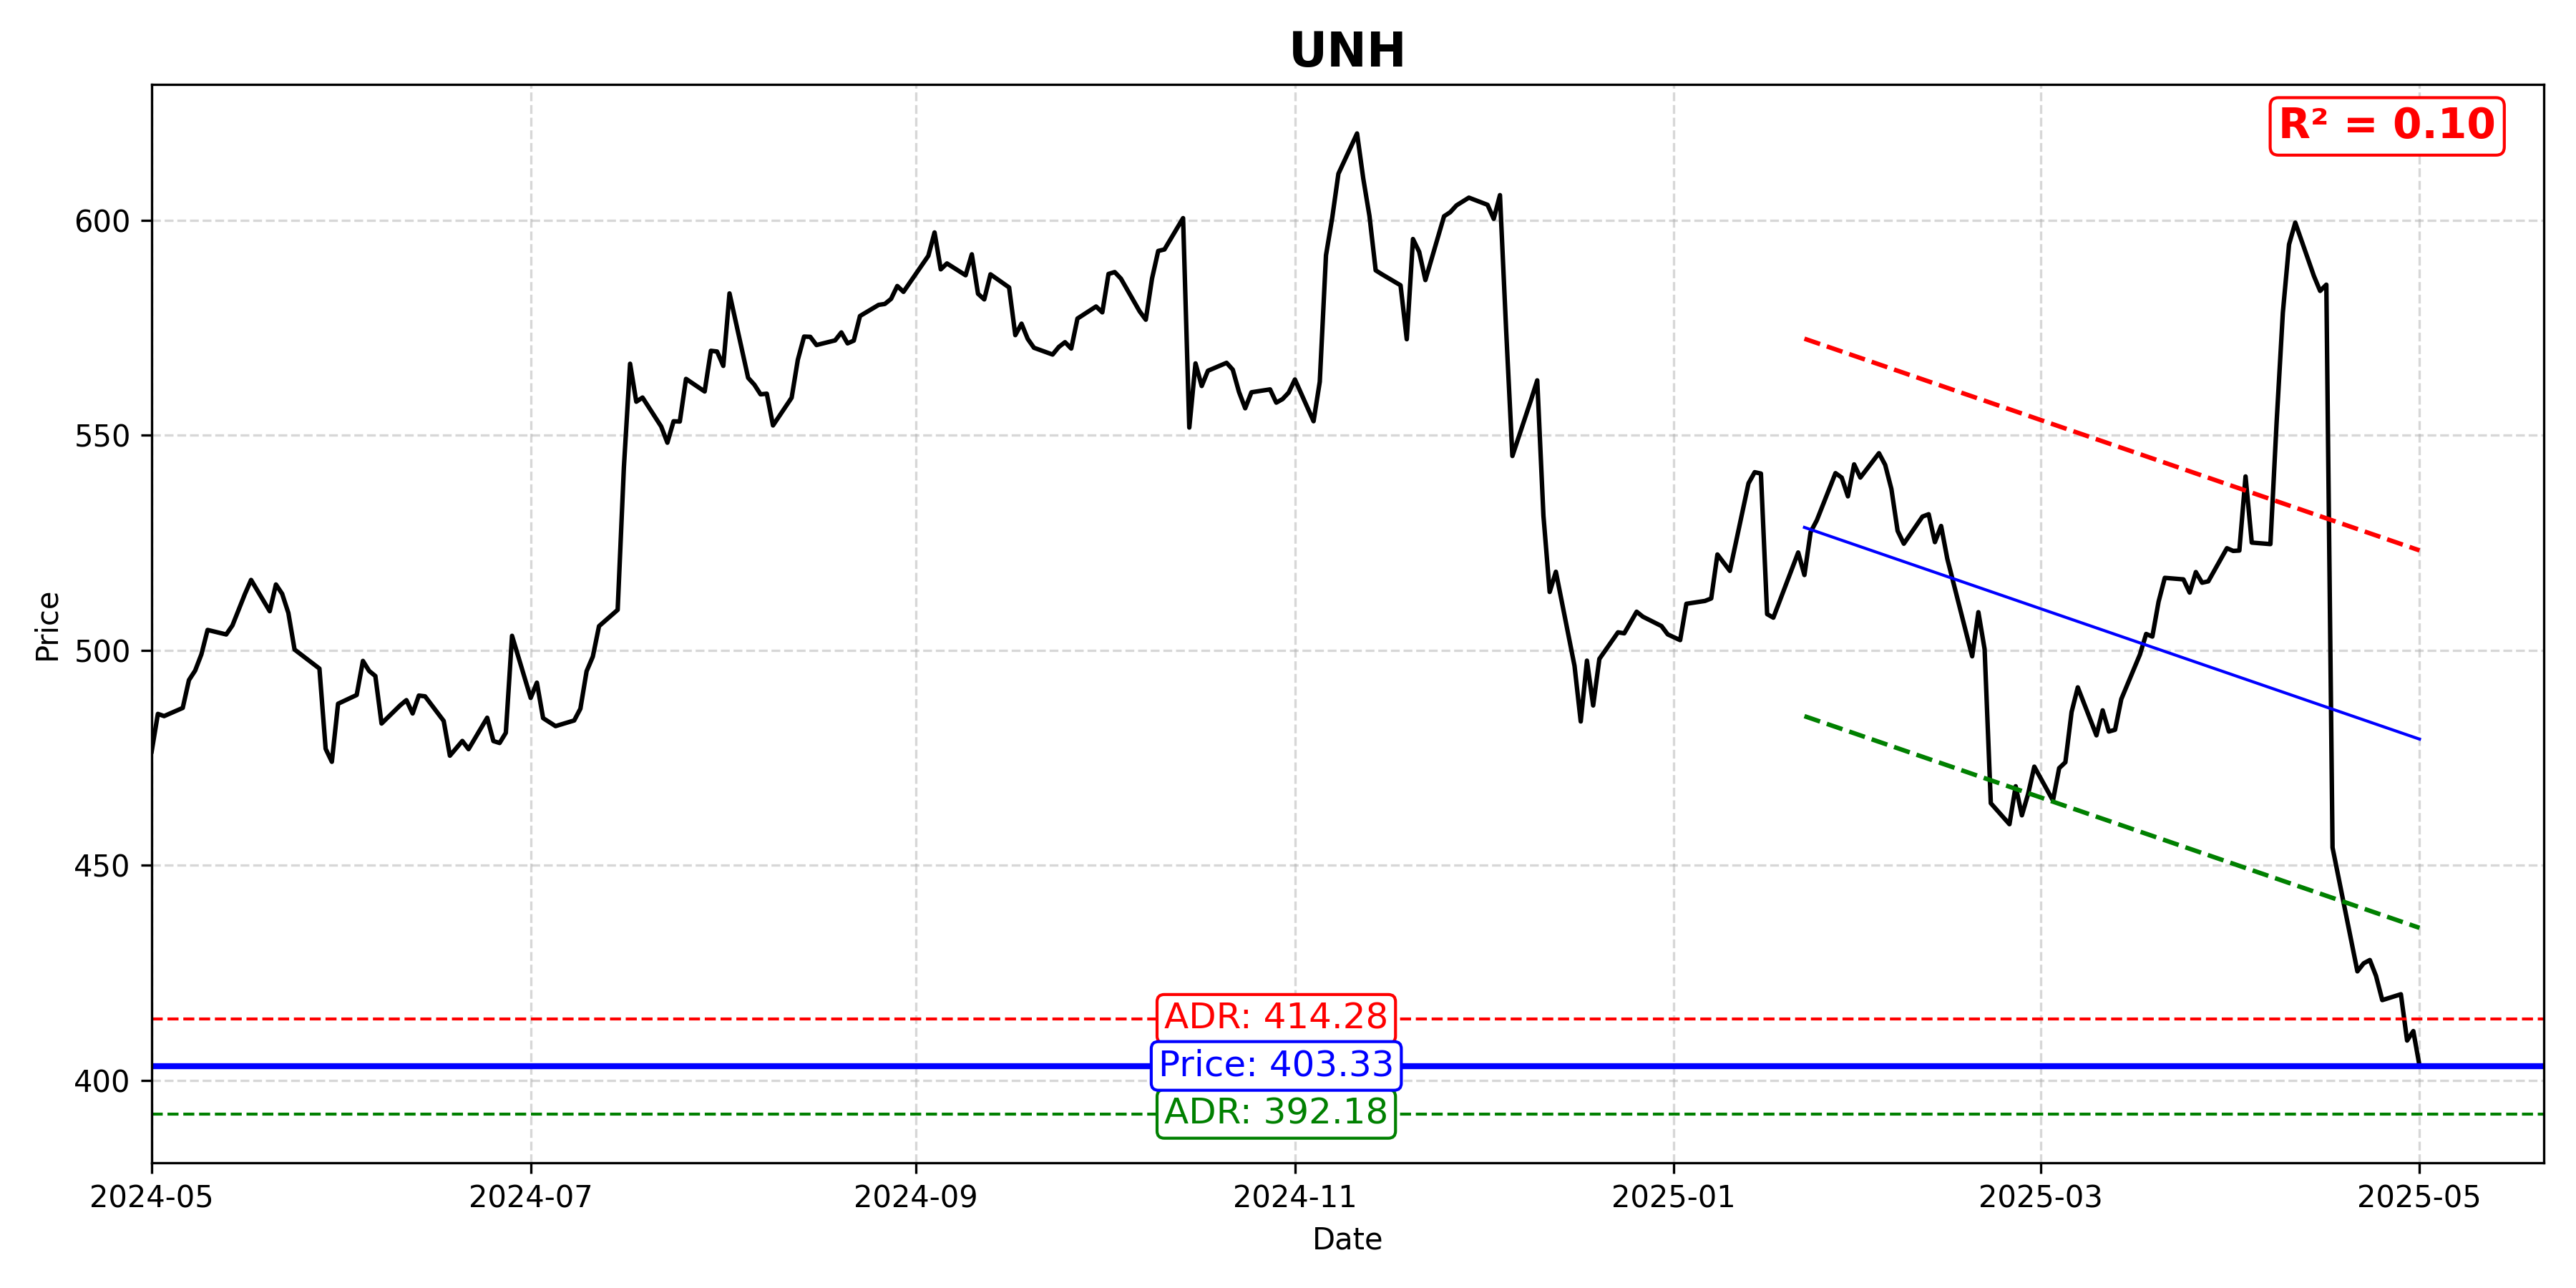 UNH
R² = 0.10
600
550
500
450
400
Price
ADR: 414.28
Price: 403.33
ADR: 392.18
2024-05
2024-07
2024-09
2024-11
2025-01
2025-03
2025-05
Date